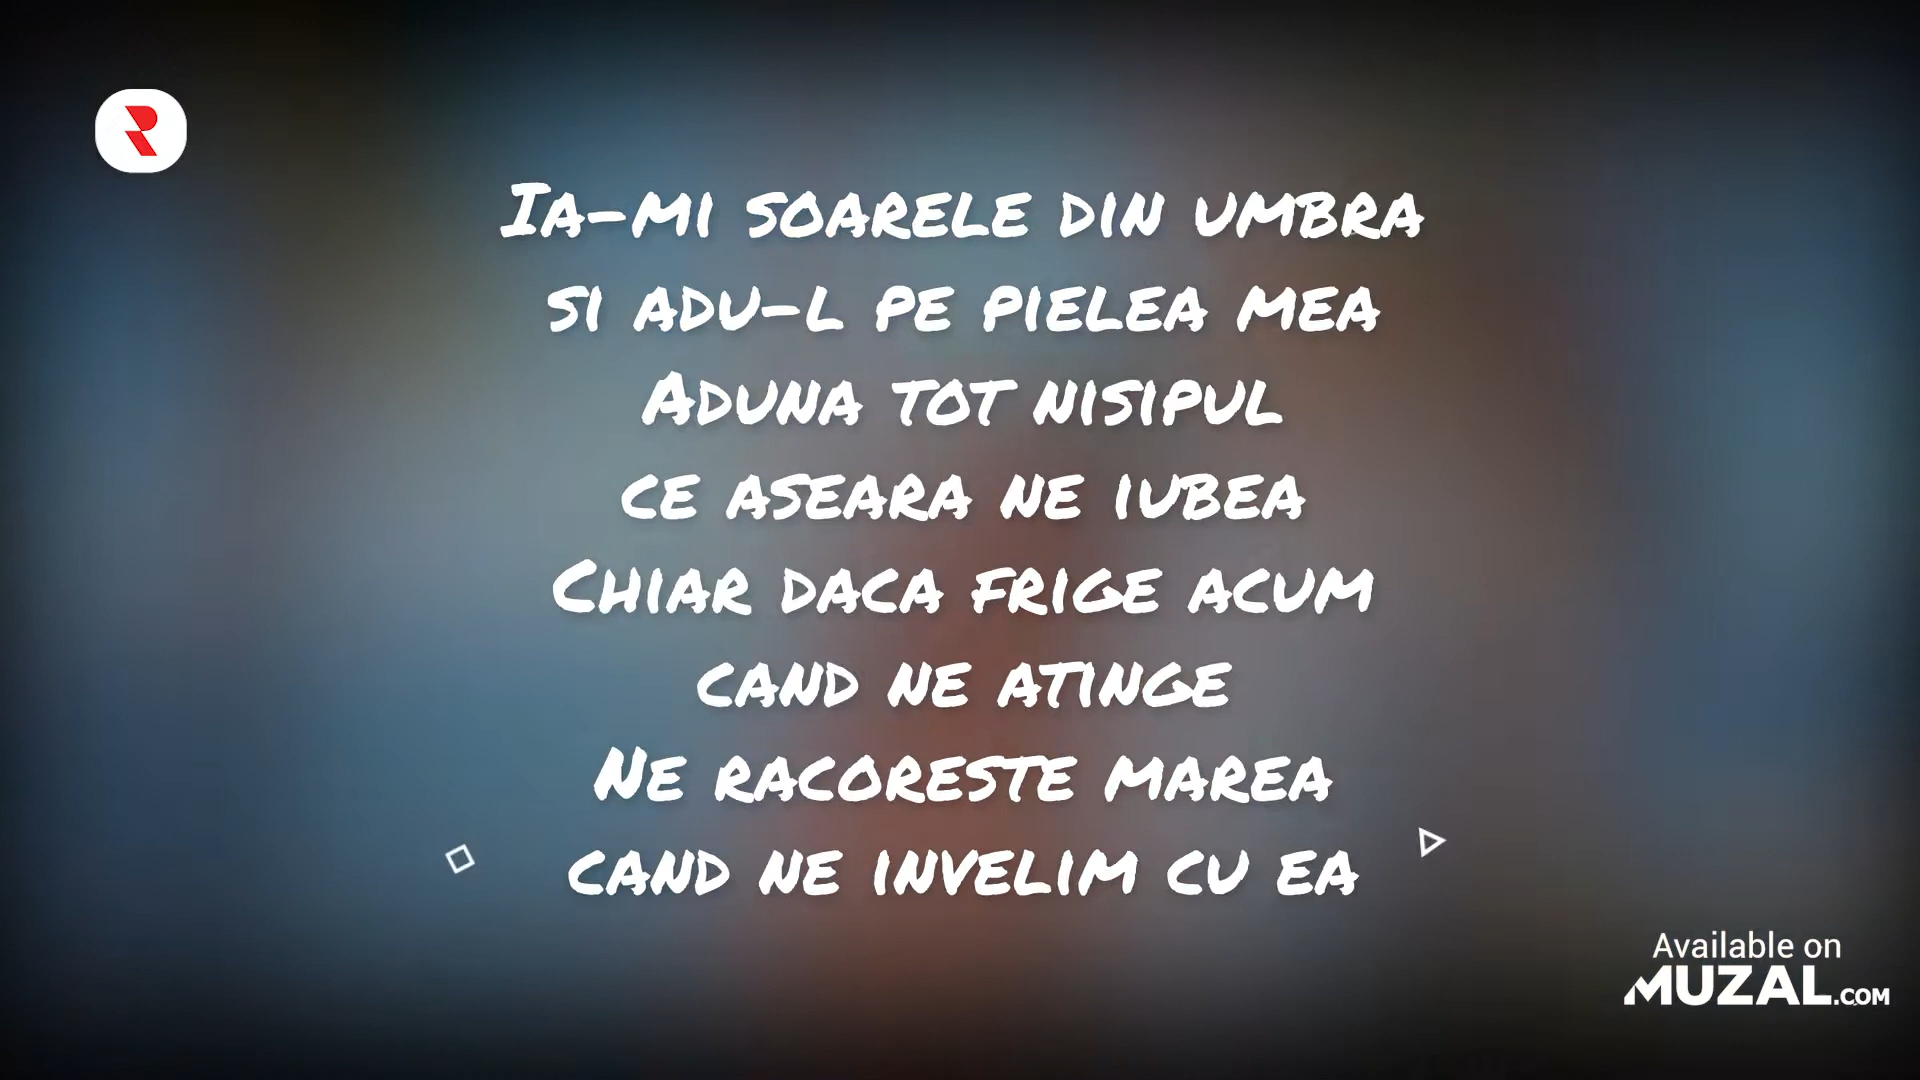 Ia-mi soarele din umbra
si adu-l pe pielea mea
Aduna tot nisipul
ce aseara ne iubea
Chiar daca frige acum
cand ne atinge
Ne racoreste marea
cand ne invelim cu ea
Available on
MUZAL.COM